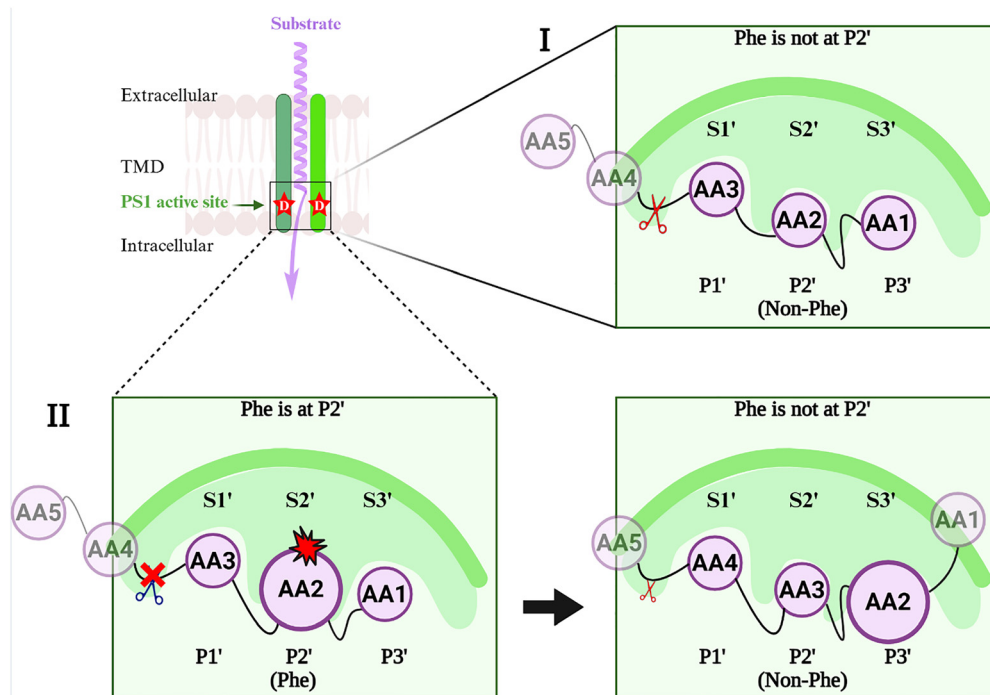 Substrate
Extracellular
TMD
PS1 active site
Intracellular
D D
I
Phe is not at P2'
S1' S2' S3'
AA5
AA4
AA3
AA2
AA1
P1' P2' P3'
(Non-Phe)
II
Phe is at P2'
S1' S2' S3'
AA5
AA4
AA3
AA2
AA1
P1' P2' P3'
(Phe)
Phe is not at P2'
S1' S2' S3'
AA5
AA4
AA3
AA2
AA1
P1' P2' P3'
(Non-Phe)